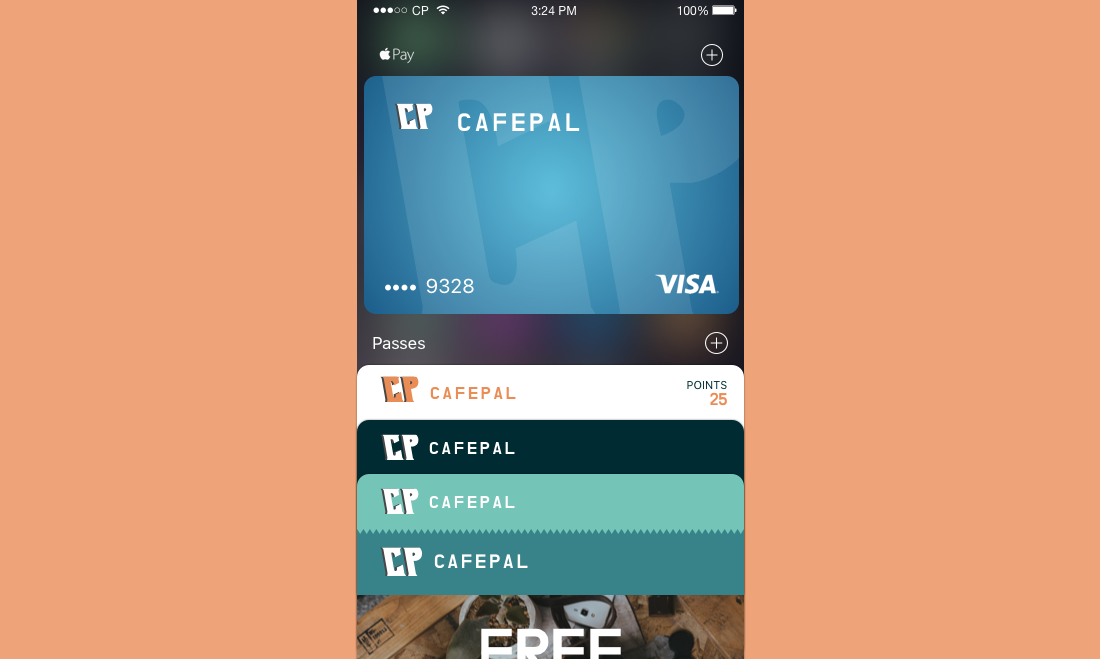 ●●●○○ CP 3:24 PM 100%
Pay
CP CAFEPAL
•••• 9328 VISA
Passes
CP CAFEPAL POINTS
25
CP CAFEPAL
CP CAFEPAL
CP CAFEPAL
FREE